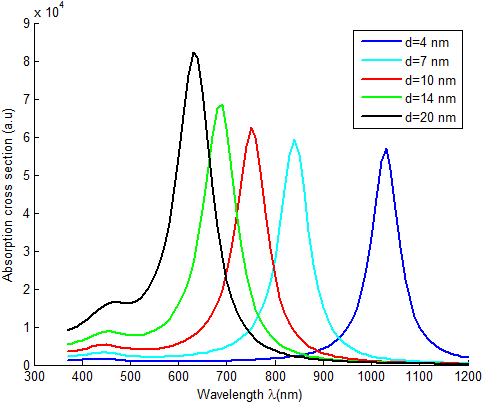 x 10^4
9
8
7
6
5
4
3
2
1
0
300 400 500 600 700 800 900 1000 1100 1200
Absorption cross section (a.u)
Wavelength λ(nm)
d=4 nm
d=7 nm
d=10 nm
d=14 nm
d=20 nm